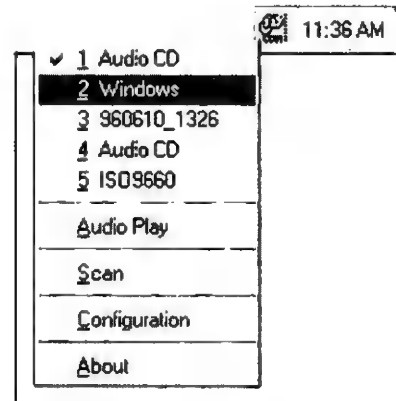 11:36 AM
✓ 1 Audio CD
2 Windows
3 960610_1326
4 Audio CD
5 ISO9660
Audio Play
Scan
Configuration
About